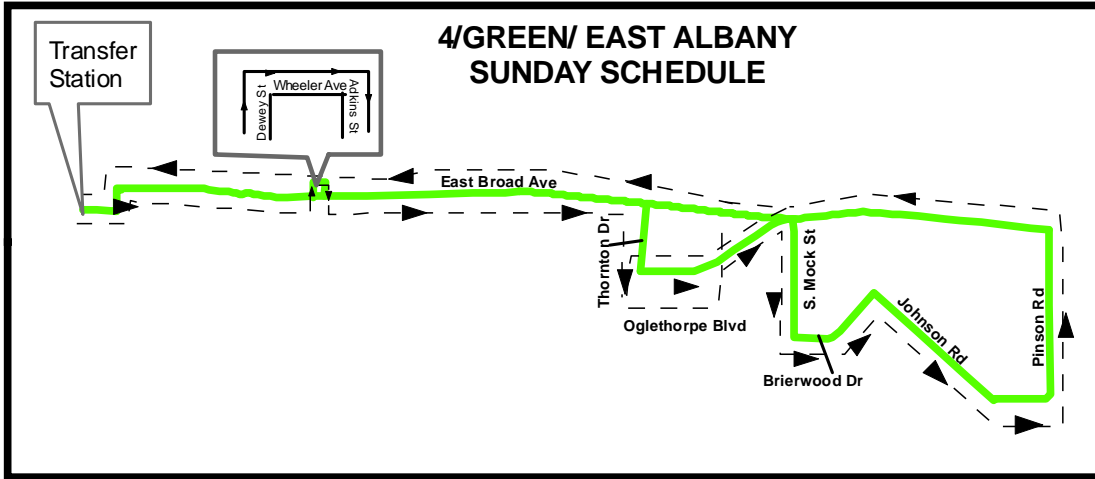 4/GREEN/ EAST ALBANY
SUNDAY SCHEDULE
Transfer
Station
Wheeler Ave
Dewey St
Adkins St
East Broad Ave
Thornton Dr
Oglethorpe Blvd
S. Mock St
Brierwood Dr
Johnson Rd
Pinson Rd